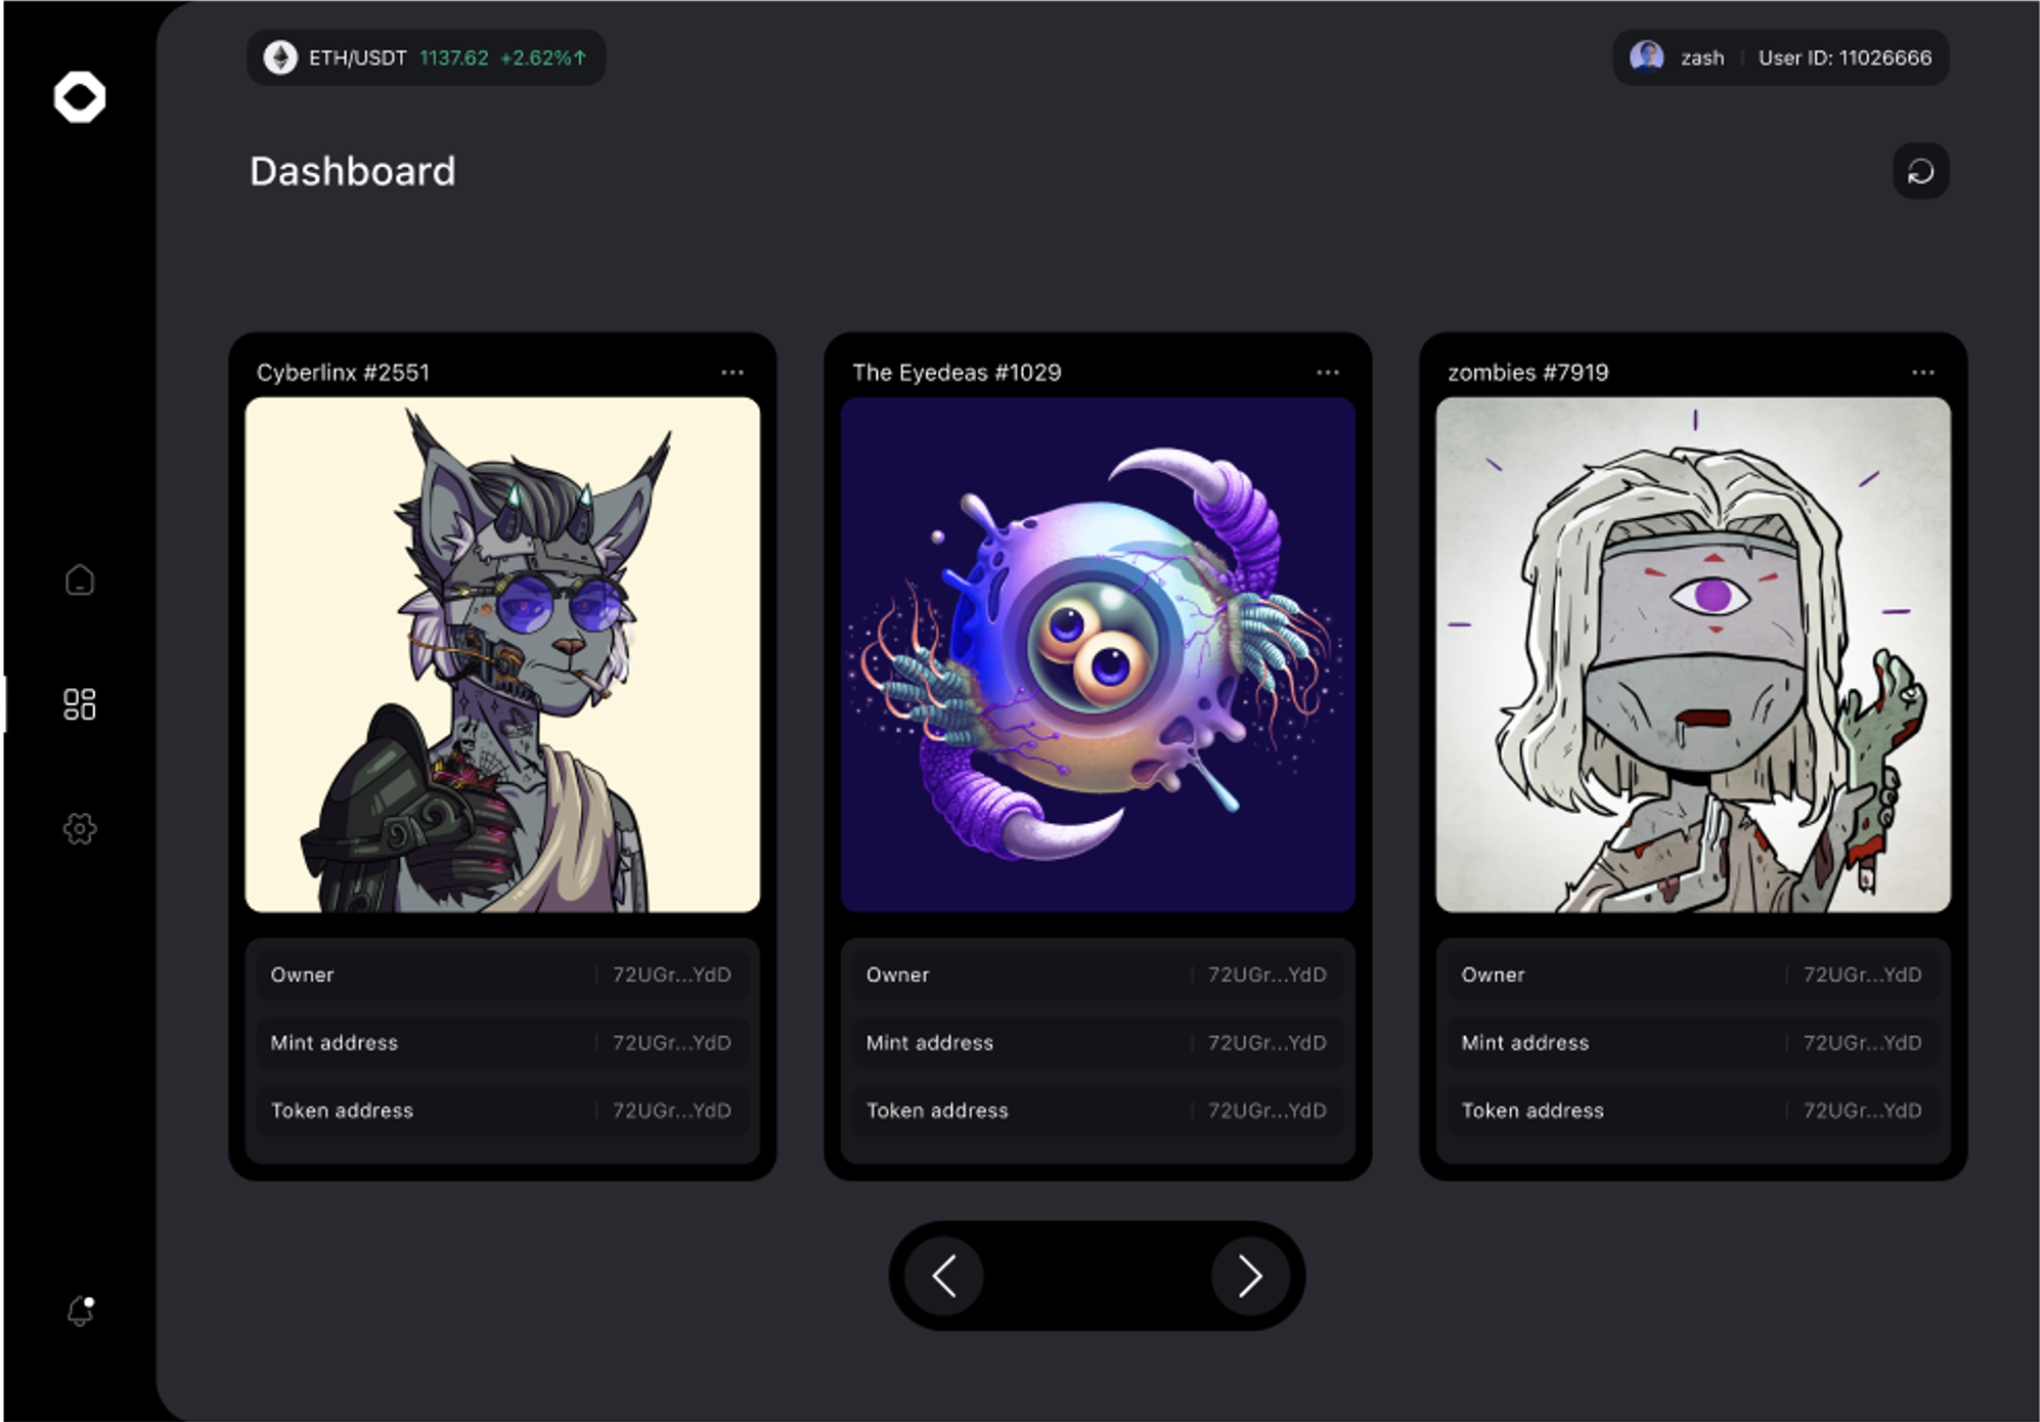 ETH/USDT 1137.62 +2.62%↑
zash | User ID: 11026666
Dashboard
Cyberlinx #2551 ...
The Eyedeas #1029 ...
zombies #7919 ...
Owner | 72UGr...YdD
Mint address | 72UGr...YdD
Token address | 72UGr...YdD
Owner | 72UGr...YdD
Mint address | 72UGr...YdD
Token address | 72UGr...YdD
Owner | 72UGr...YdD
Mint address | 72UGr...YdD
Token address | 72UGr...YdD